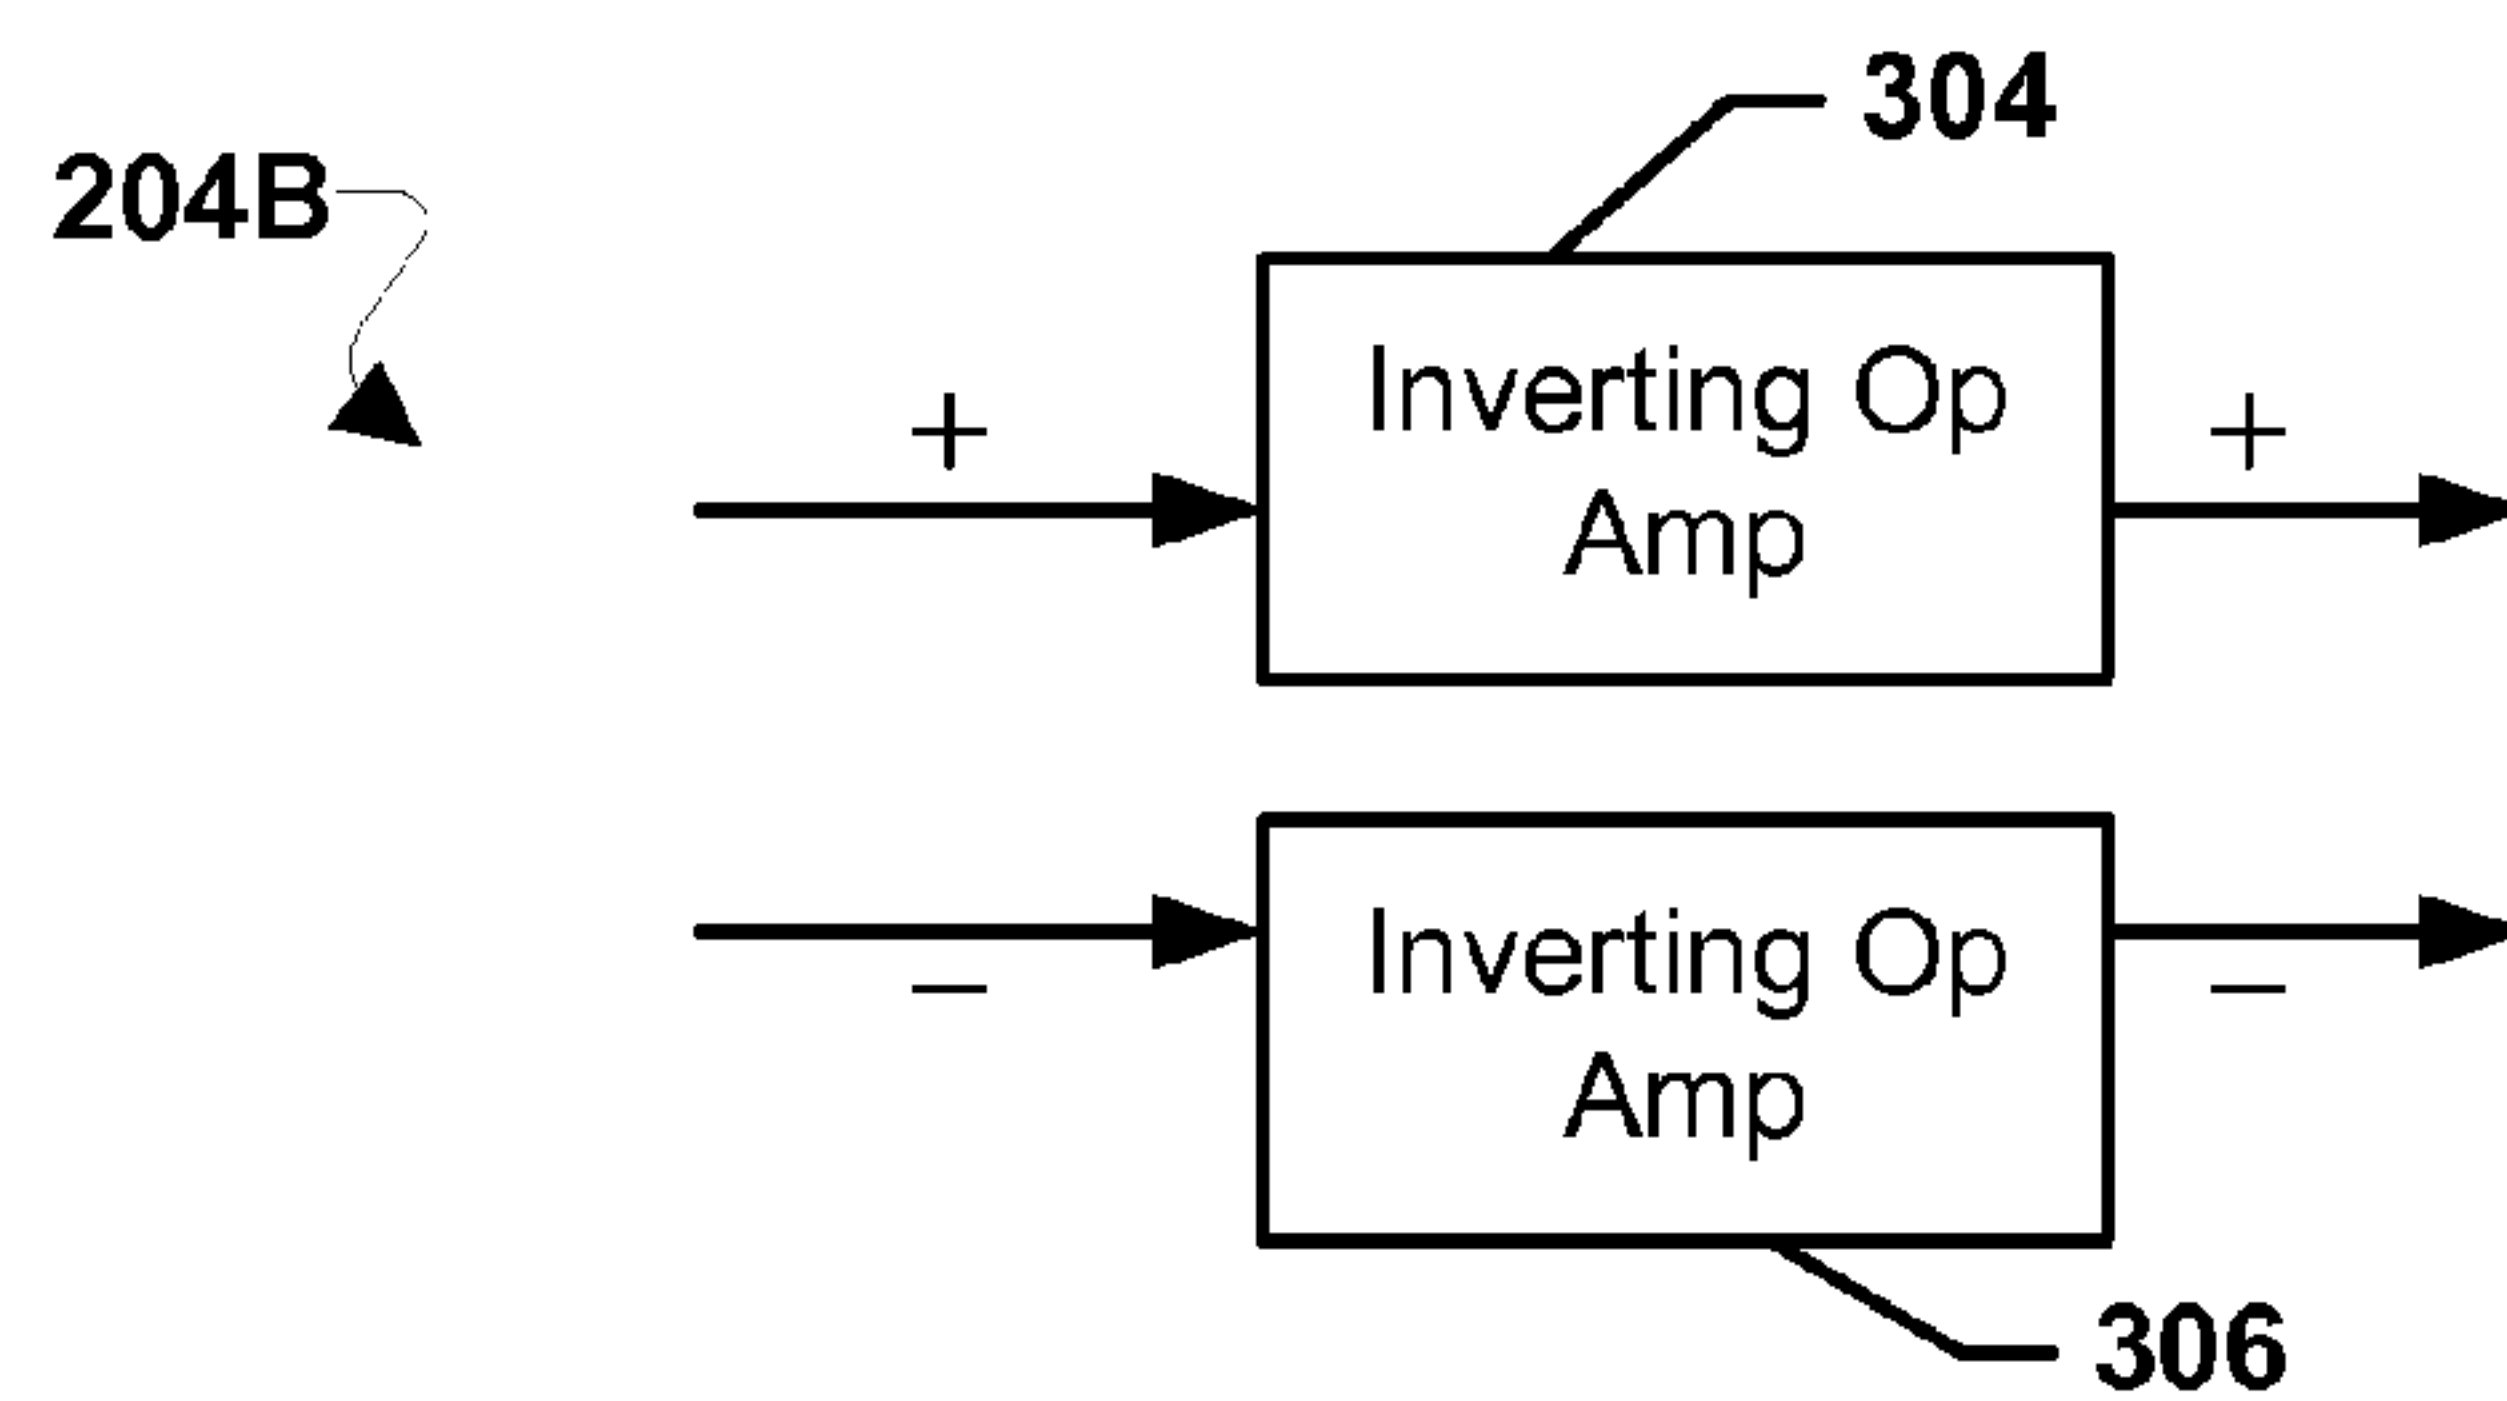 304
204B
+
Inverting Op
Amp
+
Inverting Op
Amp
–
–
306